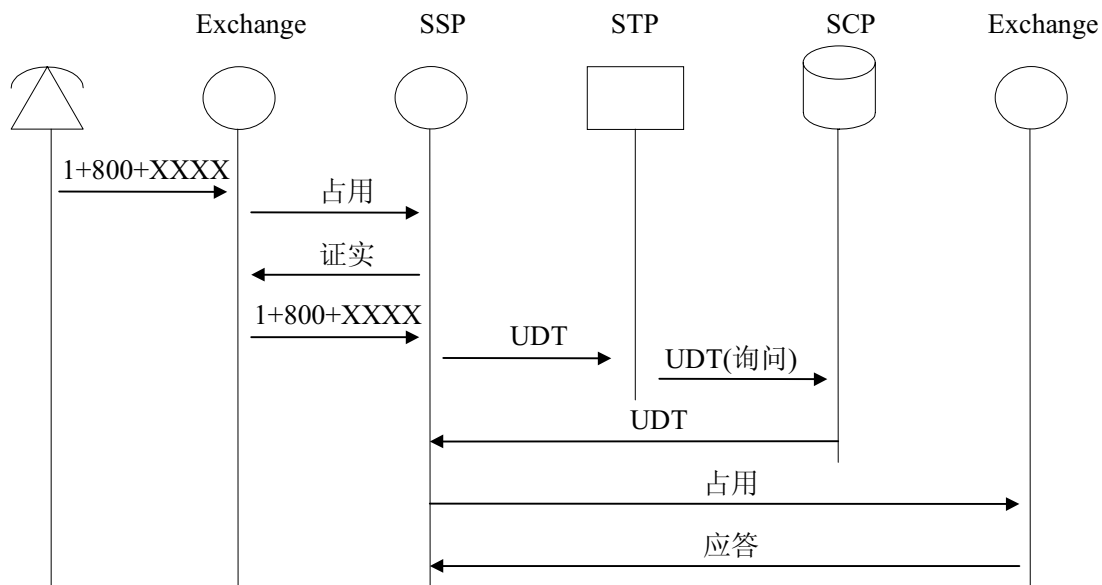 Exchange SSP STP SCP Exchange
1+800+XXXX
占用
证实
1+800+XXXX
UDT
UDT(询问)
UDT
占用
应答